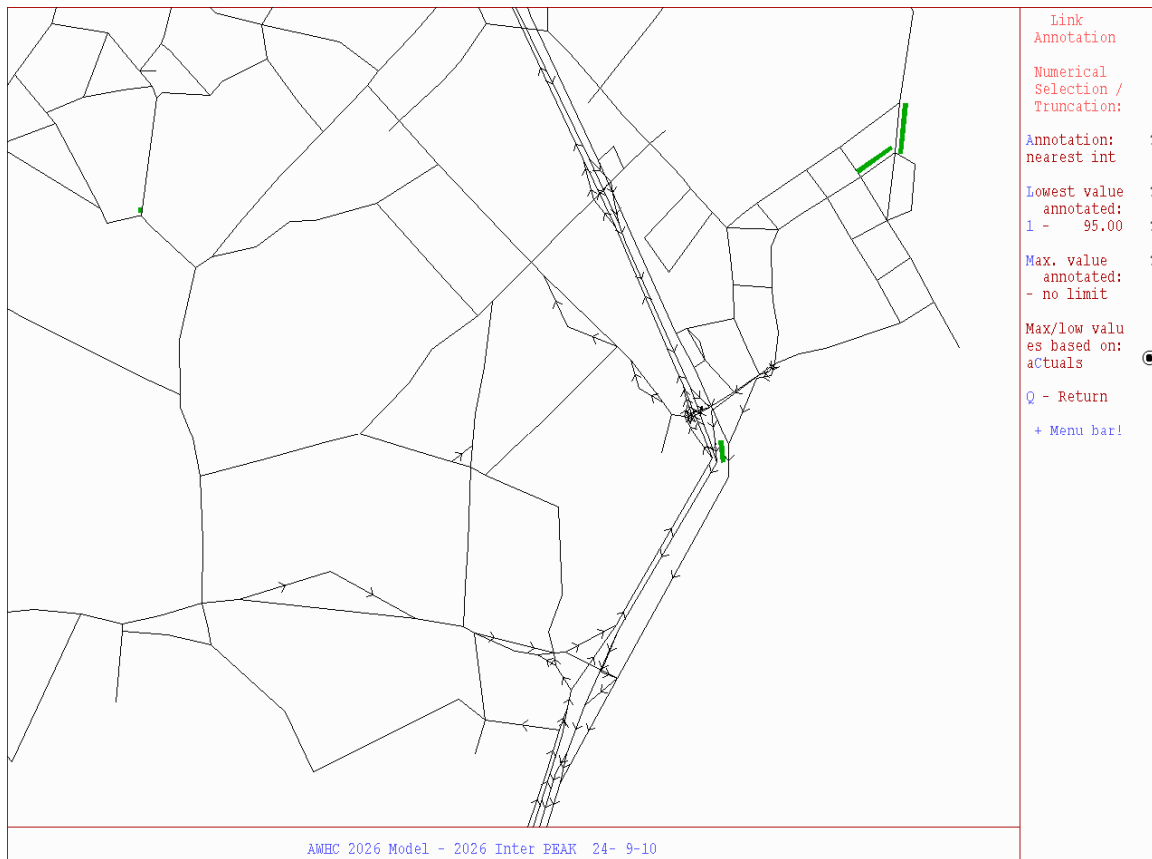 Link
Annotation
Numerical
Selection /
Truncation:
Annotation:
nearest int
Lowest value
annotated:
1 - 95.00
Max. value
annotated:
- no limit
Max/low valu
es based on:
aCtuals
Q - Return
+ Menu bar!
AWHC 2026 Model - 2026 Inter PEAK 24- 9-10